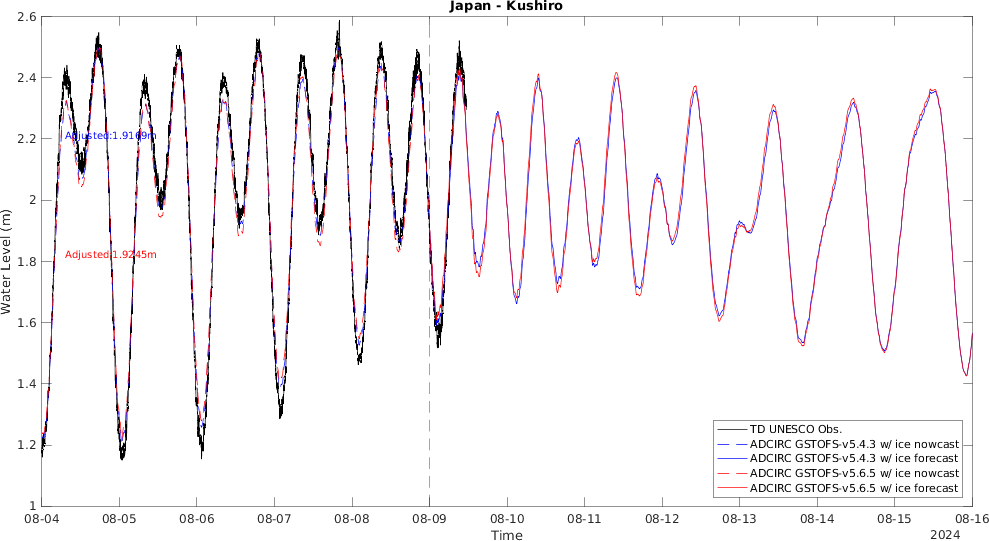 Japan - Kushiro
2.6
2.4
2.2
2
1.8
1.6
1.4
1.2
1
Water Level (m)
Adjusted:1.9169m
Adjusted:1.9245m
TD UNESCO Obs.
ADCIRC GSTOFS-v5.4.3 w/ ice nowcast
ADCIRC GSTOFS-v5.4.3 w/ ice forecast
ADCIRC GSTOFS-v5.6.5 w/ ice nowcast
ADCIRC GSTOFS-v5.6.5 w/ ice forecast
08-04 08-05 08-06 08-07 08-08 08-09 08-10 08-11 08-12 08-13 08-14 08-15 08-16
Time
2024